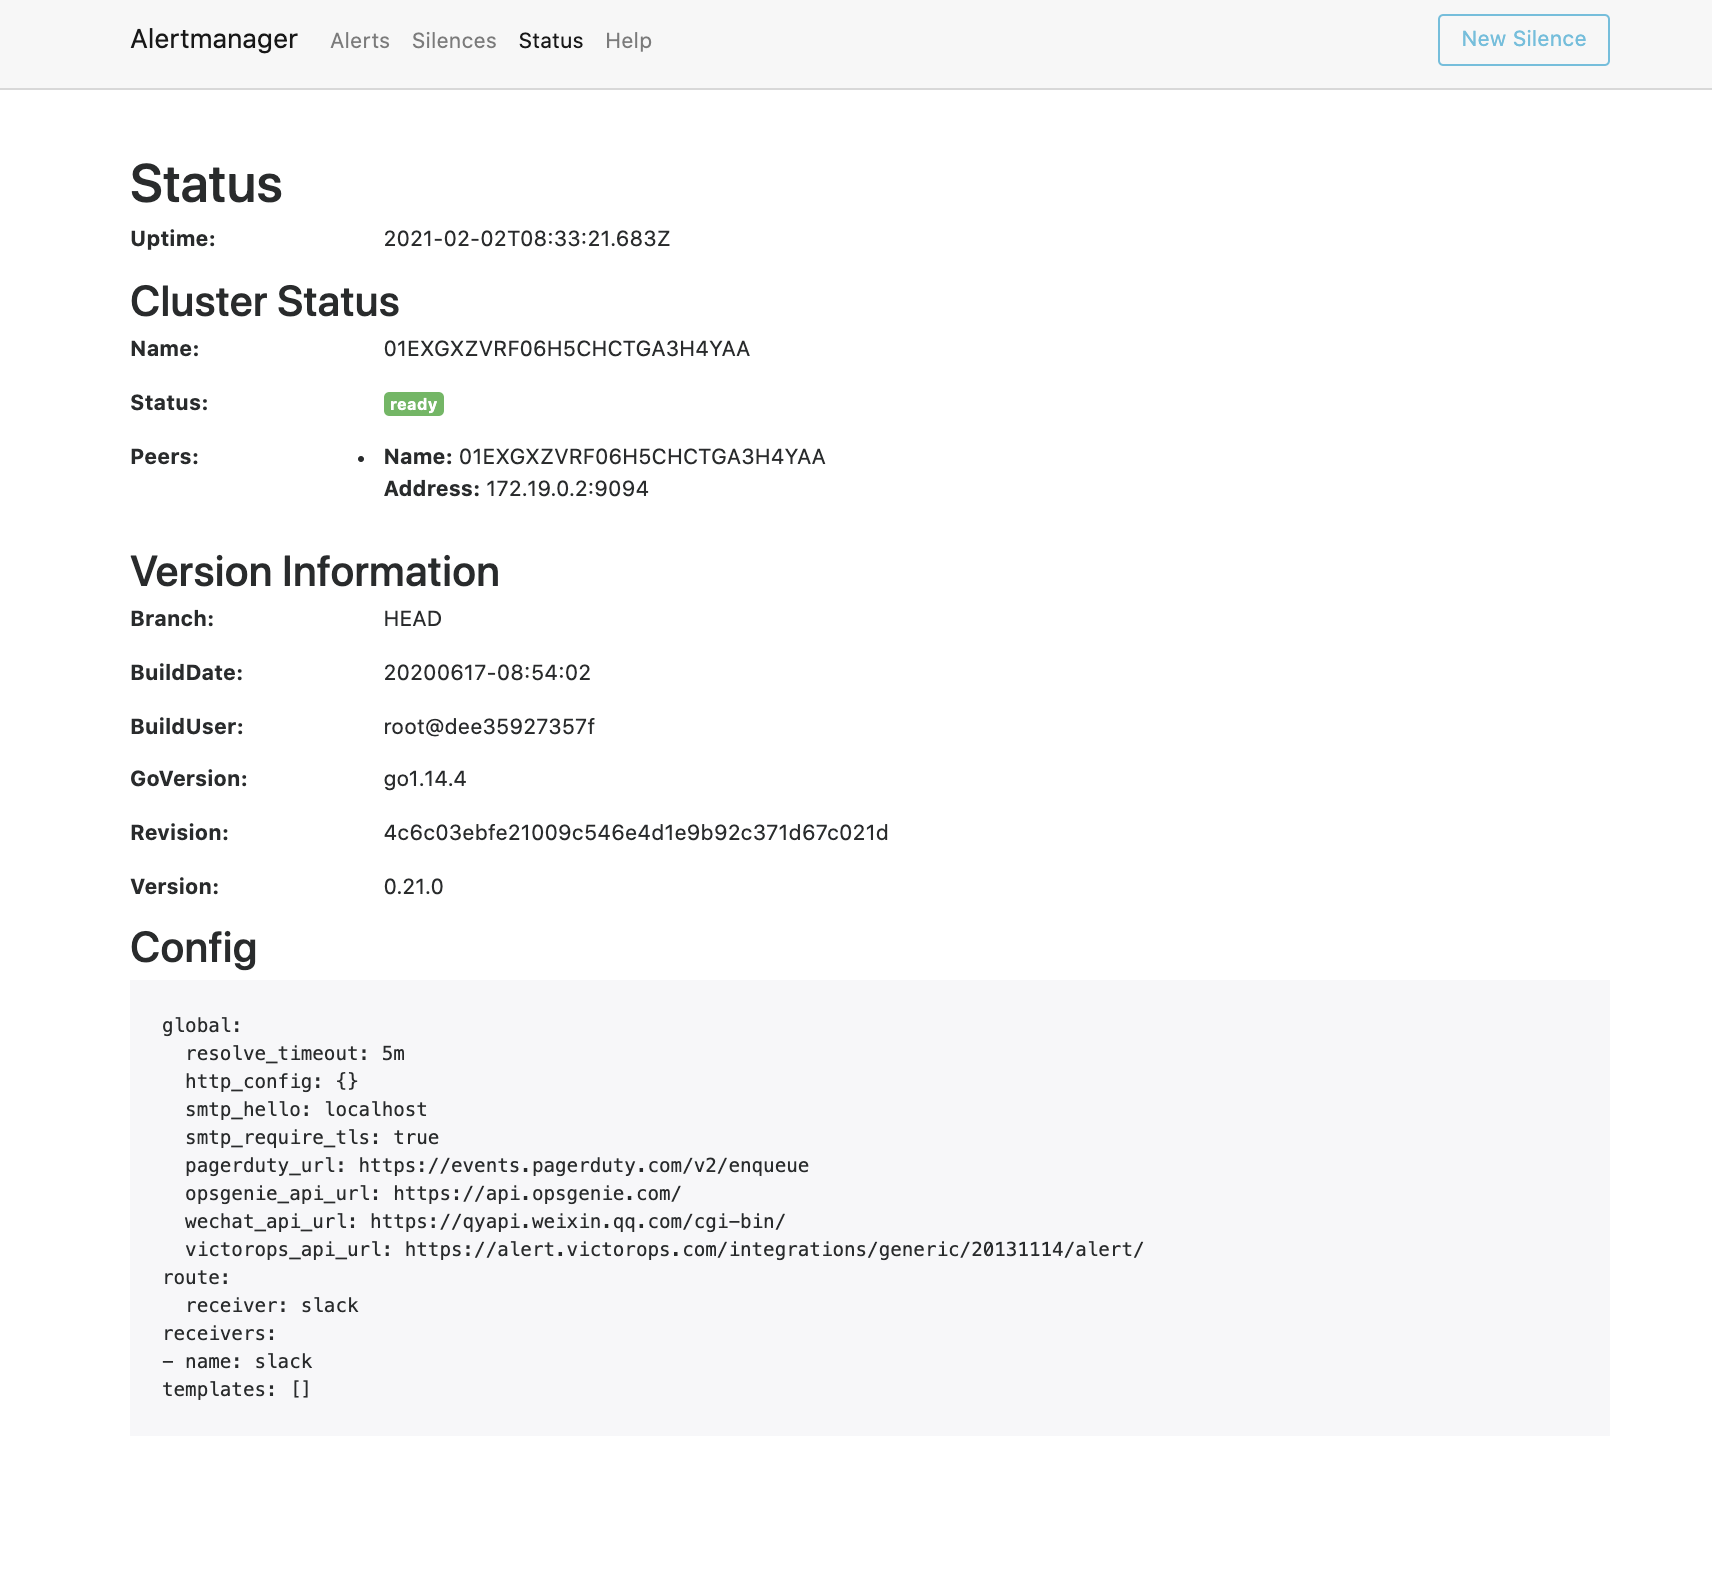 Alertmanager Alerts Silences Status Help New Silence
Status
Uptime: 2021-02-02T08:33:21.683Z
Cluster Status
Name: 01EXGXZVRF06H5CHCTGA3H4YAA
Status: ready
Peers: • Name: 01EXGXZVRF06H5CHCTGA3H4YAA
Address: 172.19.0.2:9094
Version Information
Branch: HEAD
BuildDate: 20200617-08:54:02
BuildUser: root@dee35927357f
GoVersion: go1.14.4
Revision: 4c6c03ebfe21009c546e4d1e9b92c371d67c021d
Version: 0.21.0
Config
global:
  resolve_timeout: 5m
  http_config: {}
  smtp_hello: localhost
  smtp_require_tls: true
  pagerduty_url: https://events.pagerduty.com/v2/enqueue
  opsgenie_api_url: https://api.opsgenie.com/
  wechat_api_url: https://qyapi.weixin.qq.com/cgi-bin/
  victorops_api_url: https://alert.victorops.com/integrations/generic/20131114/alert/
route:
  receiver: slack
receivers:
- name: slack
templates: []